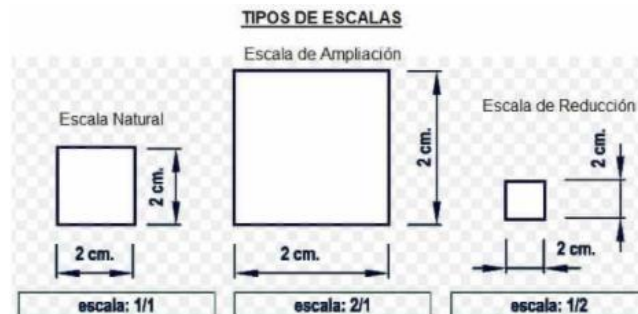 TIPOS DE ESCALAS
Escala de Ampliación
Escala Natural
Escala de Reducción
2 cm.
2 cm.
2 cm.
2 cm.
2 cm.
2 cm.
escala: 1/1
escala: 2/1
escala: 1/2